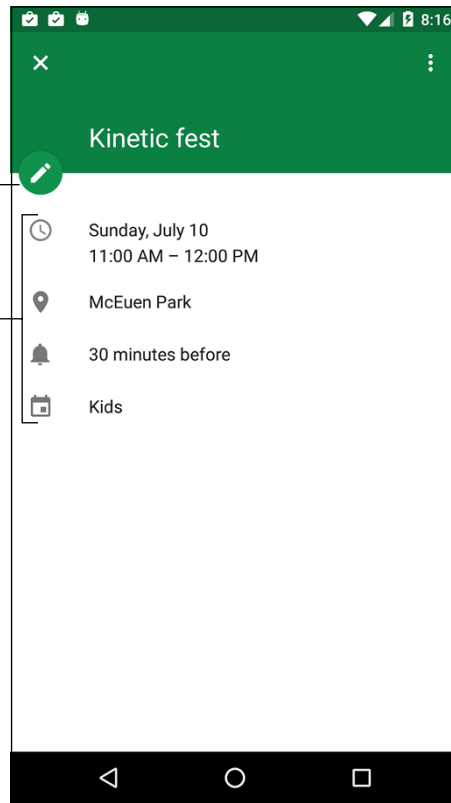 8:16
Kinetic fest
Sunday, July 10
11:00 AM – 12:00 PM
McEuen Park
30 minutes before
Kids